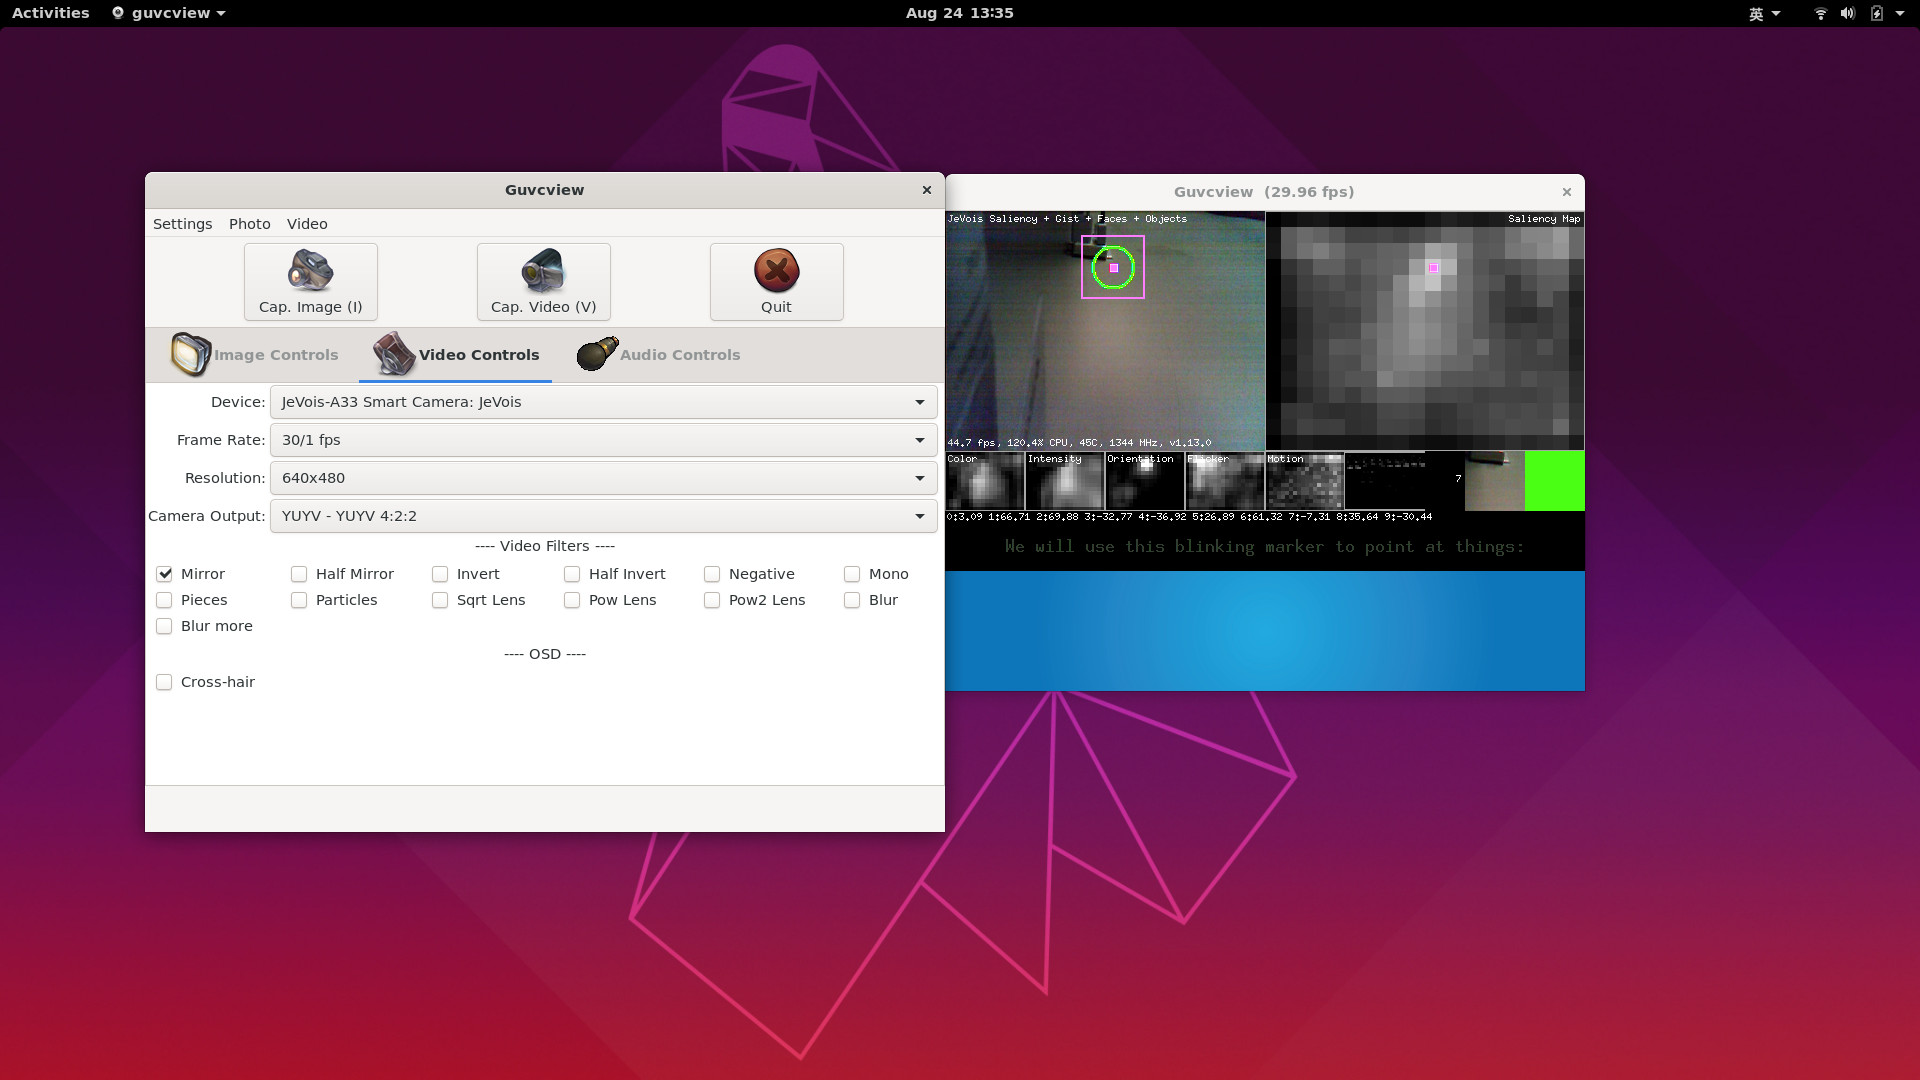 Activities guvcview Aug 24 13:35 英
Guvcview
Settings Photo Video
Cap. Image (I) Cap. Video (V) Quit
Image Controls Video Controls Audio Controls
Device: JeVois-A33 Smart Camera: JeVois
Frame Rate: 30/1 fps
Resolution: 640x480
Camera Output: YUYV - YUYV 4:2:2
---- Video Filters ----
Mirror Half Mirror Invert Half Invert Negative Mono
Pieces Particles Sqrt Lens Pow Lens Pow2 Lens Blur
Blur more
---- OSD ----
Cross-hair
Guvcview (29.96 fps)
JeVois Saliency + Gist + Faces + Objects Saliency Map
44.7 fps, 120.4% CPU, 45C, 1344 MHz, v1.13.0
Color Intensity Orientation Flicker Motion
7
0:3.09 1:66.71 2:69.88 3:-32.77 4:-36.92 5:26.89 6:61.32 7:-7.31 8:35.64 9:-30.44
We will use this blinking marker to point at things: